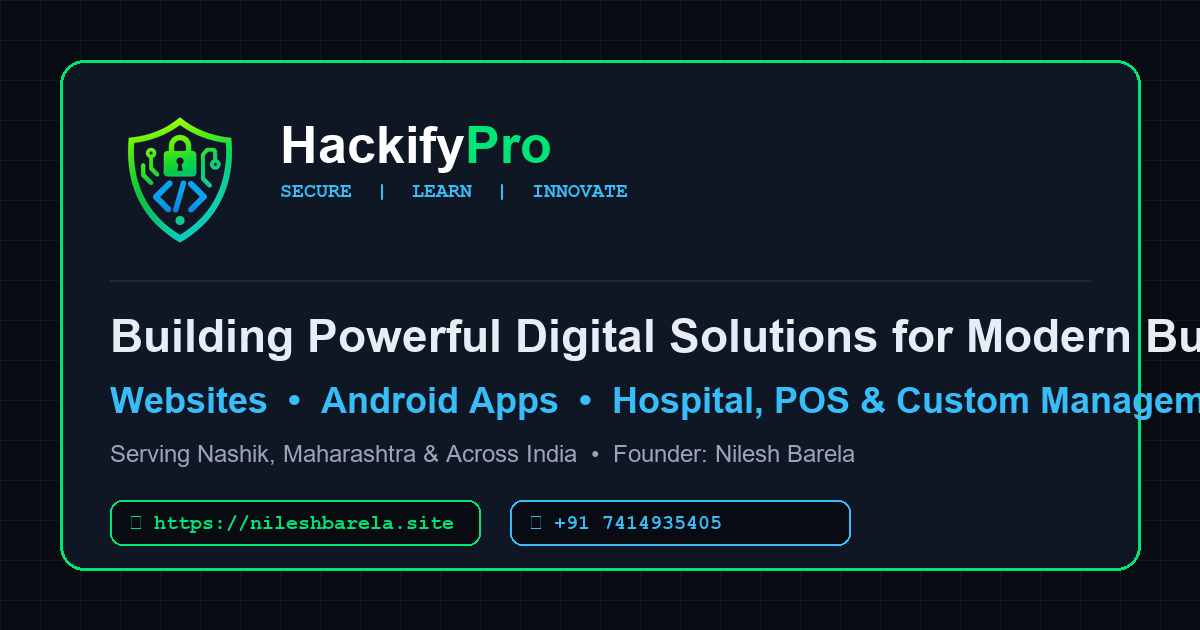 HackifyPro
SECURE | LEARN | INNOVATE
Building Powerful Digital Solutions for Modern Bu
Websites • Android Apps • Hospital, POS & Custom Managem
Serving Nashik, Maharashtra & Across India • Founder: Nilesh Barela
https://nileshbarela.site
+91 7414935405